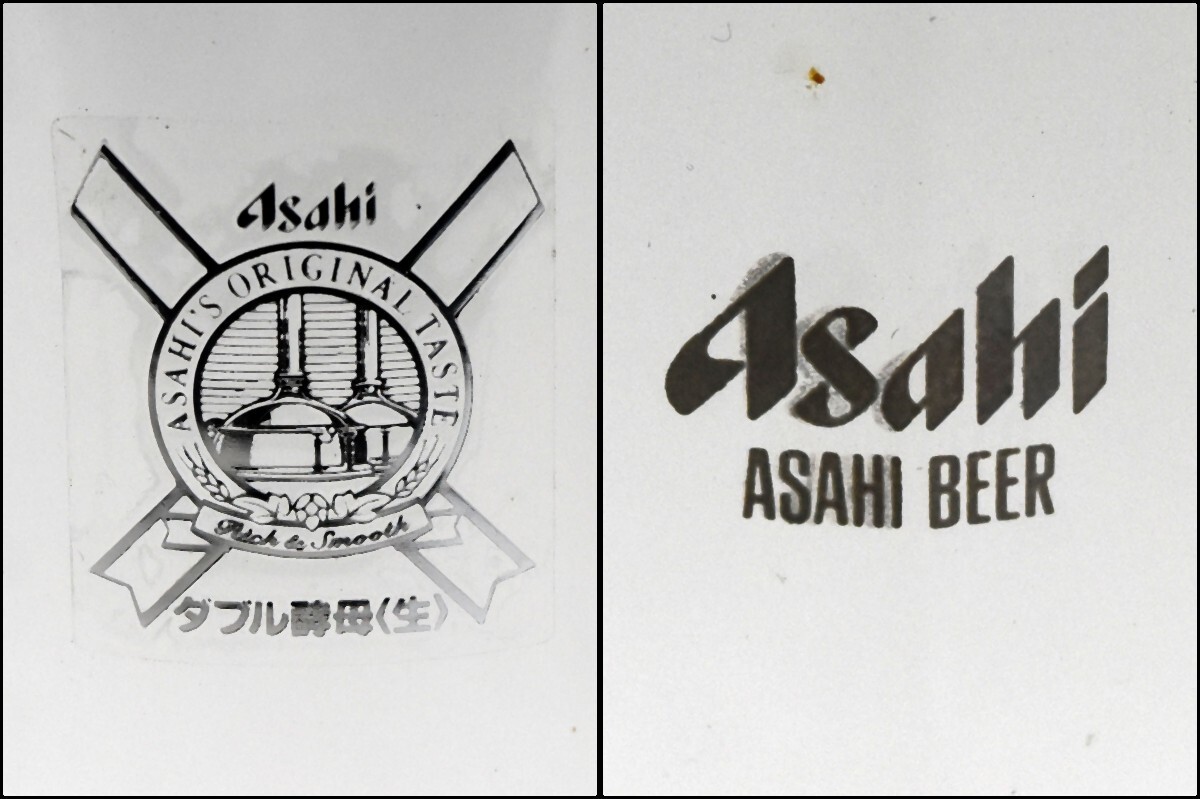 Asahi
ASAHI'S ORIGINAL TASTE
Rich & Smooth
ダブル酵母〈生〉
Asahi
ASAHI BEER